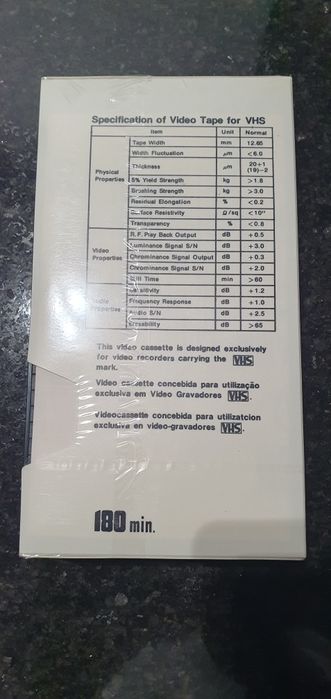 Specification of Video Tape for VHS
Item Unit Normal
Physical Properties
Tape Width mm 12.65
Width Fluctuation μm <6.0
Thickness μm 20+1 (19)-2
5% Yield Strength kg >1.8
Breaking Strength kg >3.0
Residual Elongation % <0.2
Surface Resistivity Ω/sq
Transparency % <0.8
Video Properties
R.F. Play Back Output dB +0.5
Luminance Signal S/N dB +3.0
Chrominance Signal Output dB +0.3
Chrominance Signal S/N dB +2.0
Still Time min >60
Audio Properties
Sensitivity dB +1.2
Frequency Response dB +1.0
Audio S/N dB +2.5
Erasability dB >65
This video cassette is designed exclusively
for video recorders carrying the VHS
mark.
Video cassette concebida para utilização
exclusiva em Video Gravadores VHS.
Videocassette concebida para utilizatcion
exclusiva en video-gravadores VHS.
180 min.